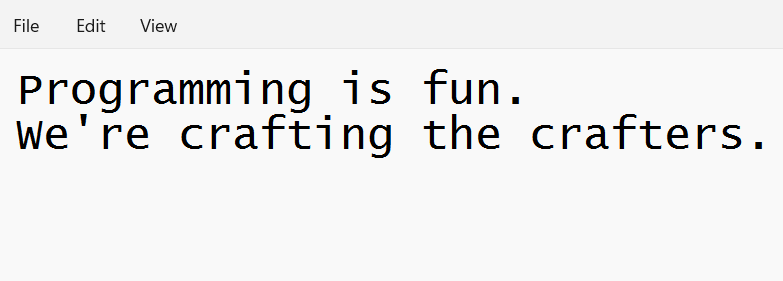 File Edit View
Programming is fun.
We're crafting the crafters.